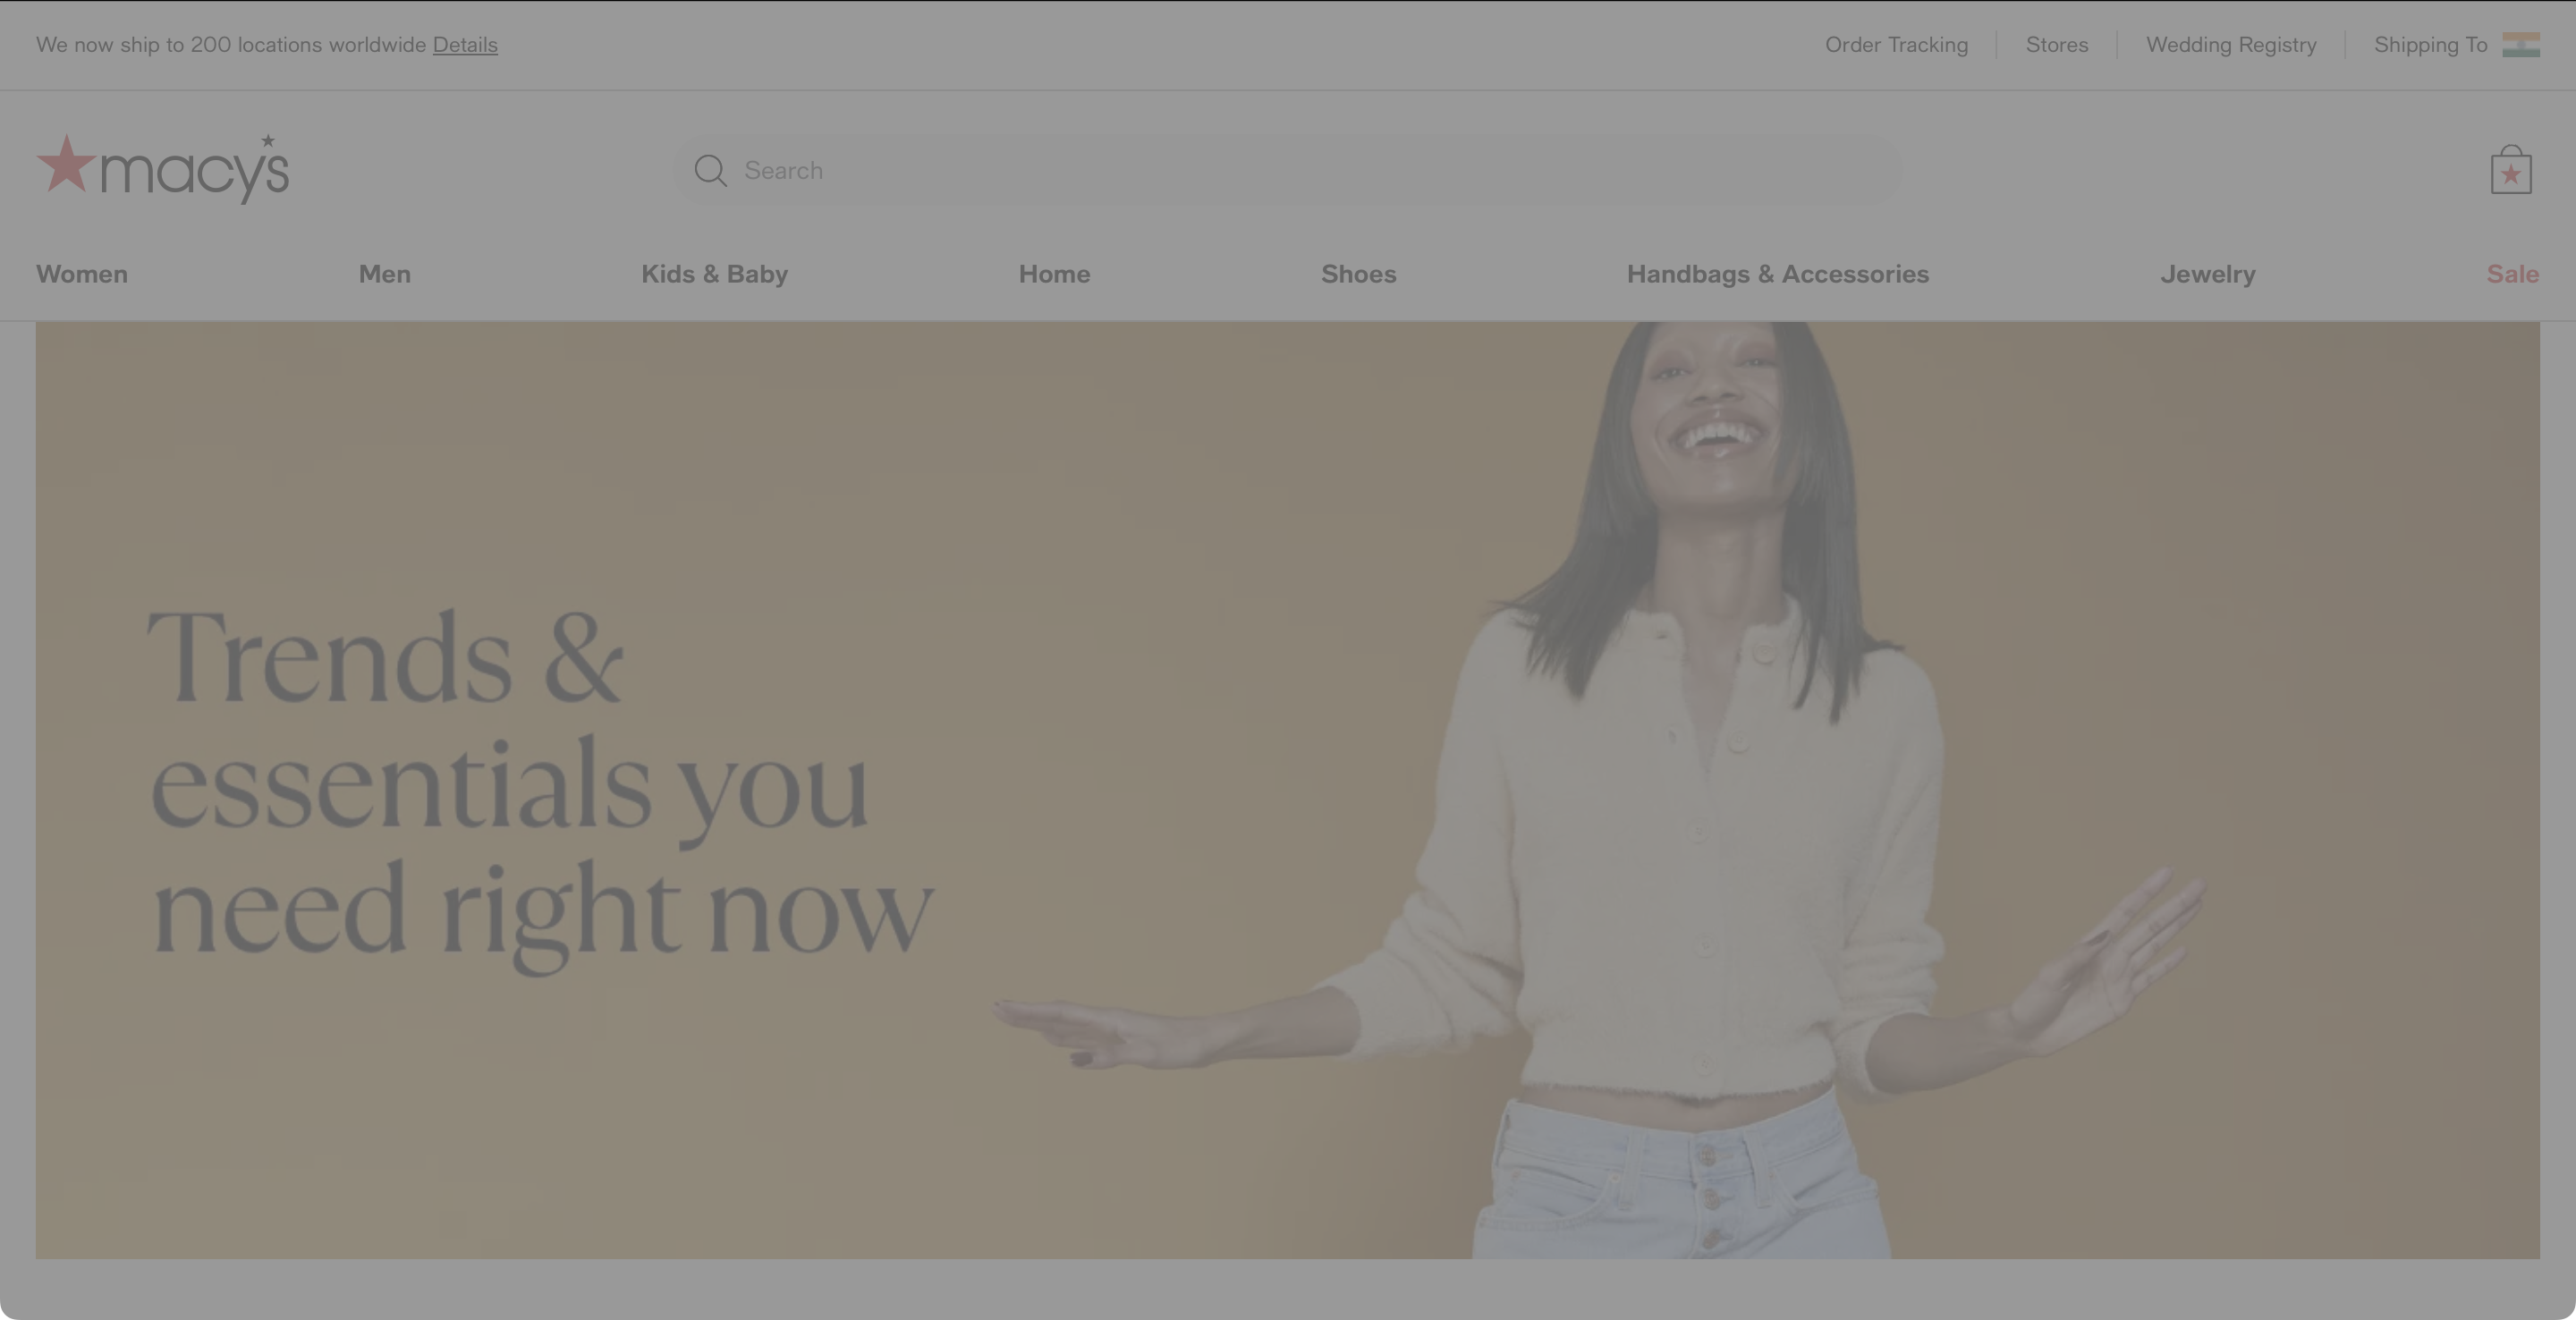 We now ship to 200 locations worldwide Details
Order Tracking
Stores
Wedding Registry
Shipping To
macy's
Search
Women
Men
Kids & Baby
Home
Shoes
Handbags & Accessories
Jewelry
Sale
Trends &
essentials you
need right now